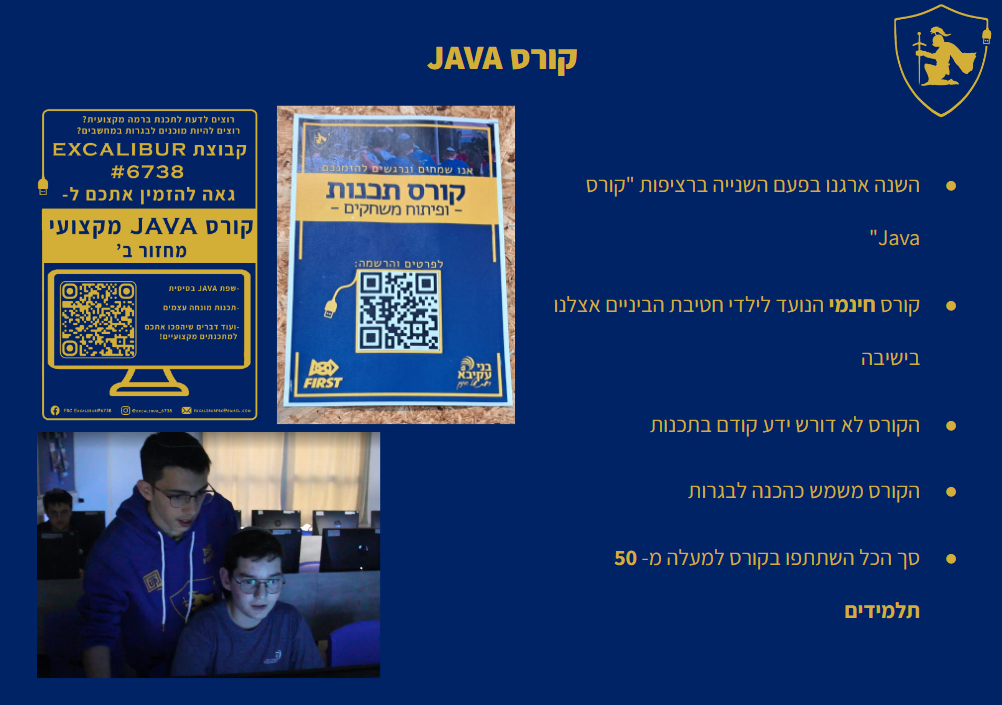 קורס JAVA
השנה ארגנו בפעם השנייה ברציפות "קורס
Java"
קורס חינמי הנועד לילדי חטיבת הביניים אצלנו
בישיבה
הקורס לא דורש ידע קודם בתכנות
הקורס משמש כהכנה לבגרות
סך הכל השתתפו בקורס למעלה מ- 50
תלמידים
אנו שמחים וגרגשים להזמנכם
קורס תכנות
- ופיתוח משחקים -
לפרטים והרשמה:
FIRST
בני
עקיבא
רוצים לדעת לתכנת ברמה מקצועית?
רוצים להיות מוכנים לבגרות במחשבים?
קבוצת EXCALIBUR
#6738
גאה להזמין אתכם ל-
קורס JAVA מקצועי
מחזור ב'
-שפת JAVA בסיסית
-תכנות מונחה עצמים
-ועוד דברים שיהפכו אתכם
למתכנתים מקצועיים!